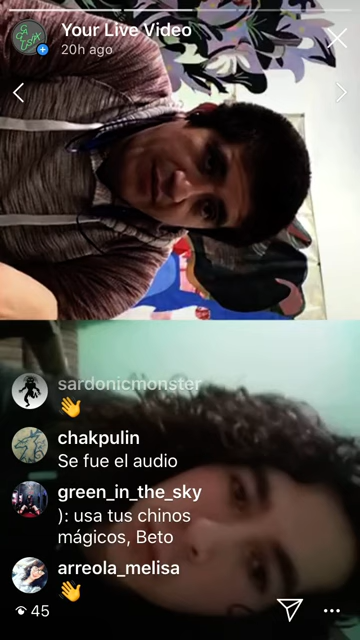 Your Live Video
20h ago
sardonicmonster
👋
chakpulin
Se fue el audio
green_in_the_sky
): usa tus chinos
mágicos, Beto
arreola_melisa
👋
45